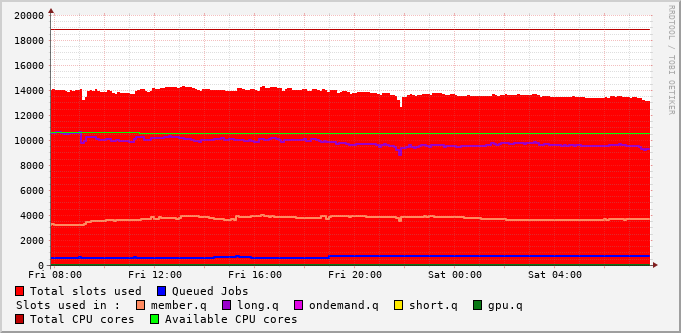 RRDTOOL / TOBI OETIKER
20000
18000
16000
14000
12000
10000
8000
6000
4000
2000
0
Fri 08:00 Fri 12:00 Fri 16:00 Fri 20:00 Sat 00:00 Sat 04:00
Total slots used Queued Jobs
Slots used in : member.q long.q ondemand.q short.q gpu.q
Total CPU cores Available CPU cores